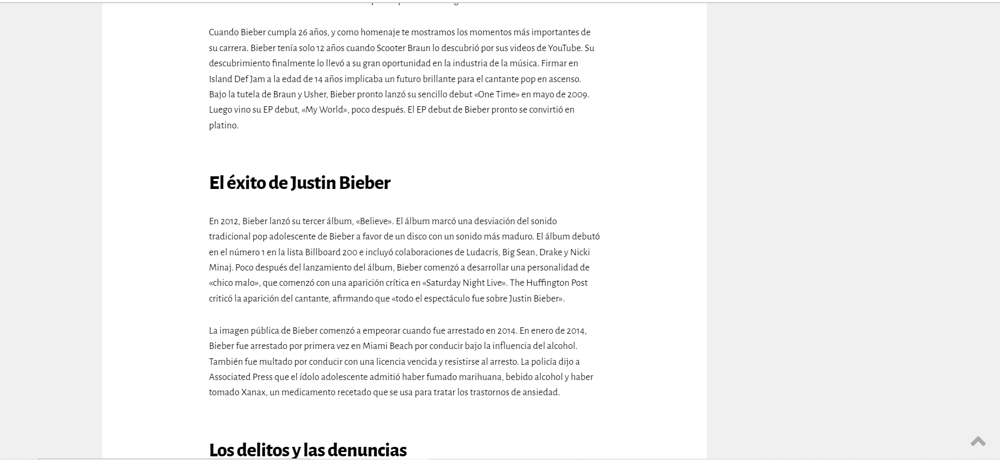 Cuando Bieber cumpla 26 años, y como homenaje te mostramos los momentos más importantes de
su carrera. Bieber tenía solo 12 años cuando Scooter Braun lo descubrió por sus videos de YouTube. Su
descubrimiento finalmente lo llevó a su gran oportunidad en la industria de la música. Firmar en
Island Def Jam a la edad de 14 años implicaba un futuro brillante para el cantante pop en ascenso.
Bajo la tutela de Braun y Usher, Bieber pronto lanzó su sencillo debut «One Time» en mayo de 2009.
Luego vino su EP debut, «My World», poco después. El EP debut de Bieber pronto se convirtió en
platino.
El éxito de Justin Bieber
En 2012, Bieber lanzó su tercer álbum, «Believe». El álbum marcó una desviación del sonido
tradicional pop adolescente de Bieber a favor de un disco con un sonido más maduro. El álbum debutó
en el número 1 en la lista Billboard 200 e incluyó colaboraciones de Ludacris, Big Sean, Drake y Nicki
Minaj. Poco después del lanzamiento del álbum, Bieber comenzó a desarrollar una personalidad de
«chico malo», que comenzó con una aparición crítica en «Saturday Night Live». The Huffington Post
criticó la aparición del cantante, afirmando que «todo el espectáculo fue sobre Justin Bieber».
La imagen pública de Bieber comenzó a empeorar cuando fue arrestado en 2014. En enero de 2014,
Bieber fue arrestado por primera vez en Miami Beach por conducir bajo la influencia del alcohol.
También fue multado por conducir con una licencia vencida y resistirse al arresto. La policía dijo a
Associated Press que el ídolo adolescente admitió haber fumado marihuana, bebido alcohol y haber
tomado Xanax, un medicamento recetado que se usa para tratar los trastornos de ansiedad.
Los delitos y las denuncias